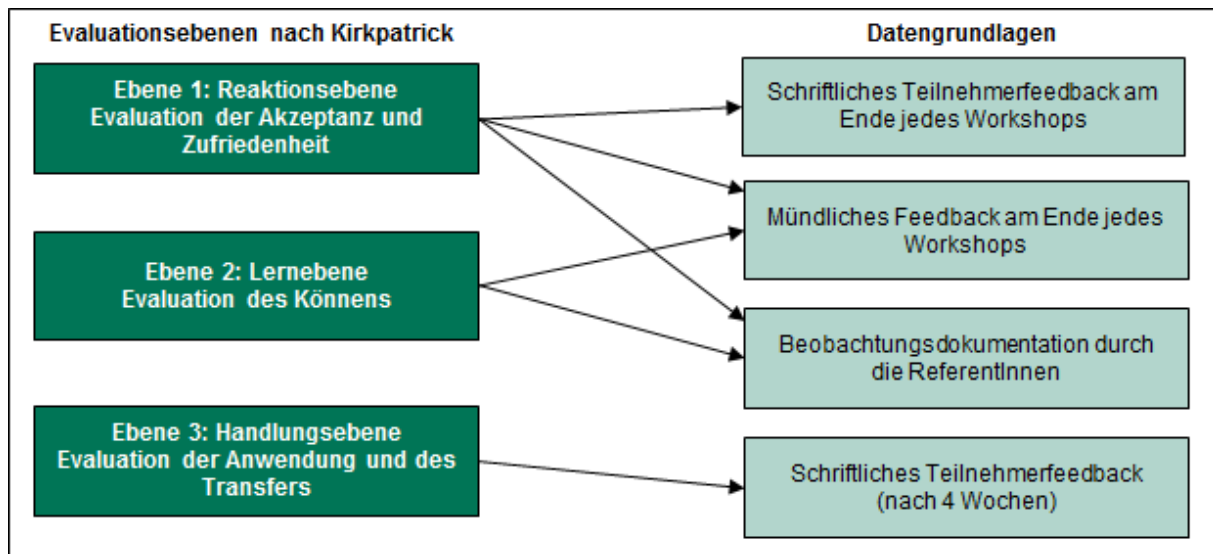 Evaluationsebenen nach Kirkpatrick
Ebene 1: Reaktionsebene
Evaluation der Akzeptanz und
Zufriedenheit
Ebene 2: Lernebene
Evaluation des Könnens
Ebene 3: Handlungsebene
Evaluation der Anwendung und des
Transfers
Datengrundlagen
Schriftliches Teilnehmerfeedback am
Ende jedes Workshops
Mündliches Feedback am Ende jedes
Workshops
Beobachtungsdokumentation durch
die ReferentInnen
Schriftliches Teilnehmerfeedback
(nach 4 Wochen)